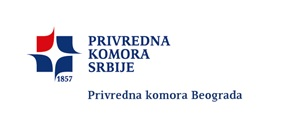 PRIVREDNA
KOMORA
SRBIJE
1857
Privredna komora Beograda